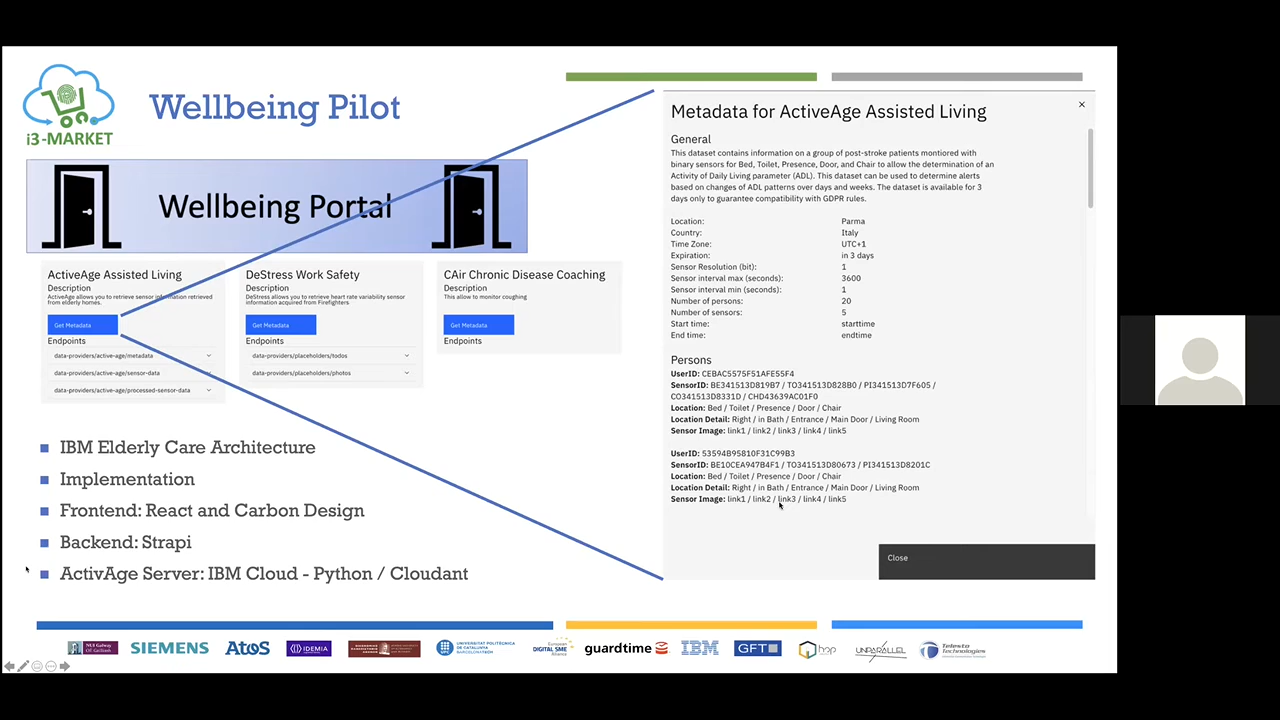 i3-MARKET
Wellbeing Pilot
Wellbeing Portal
ActiveAge Assisted Living
Description
ActiveAge allows you to retrieve sensor information retrieved
from elderly homes.
Get Metadata
Endpoints
data-providers/active-age/metadata
data-providers/active-age/sensor-data
data-providers/active-age/processed-sensor-data
DeStress Work Safety
Description
DeStress allows you to retrieve heart rate variability sensor
information acquired from Firefighters
Get Metadata
Endpoints
data-providers/placeholders/todos
data-providers/placeholders/photos
CAir Chronic Disease Coaching
Description
This allow to monitor coughing
Get Metadata
Endpoints
IBM Elderly Care Architecture
Implementation
Frontend: React and Carbon Design
Backend: Strapi
ActivAge Server: IBM Cloud - Python / Cloudant
Metadata for ActiveAge Assisted Living
General
This dataset contains information on a group of post-stroke patients montiored with
binary sensors for Bed, Toilet, Presence, Door, and Chair to allow the determination of an
Activity of Daily Living parameter (ADL). This dataset can be used to determine alerts
based on changes of ADL patterns over days and weeks. The dataset is available for 3
days only to guarantee compatibility with GDPR rules.
Location: Parma
Country: Italy
Time Zone: UTC+1
Expiration: in 3 days
Sensor Resolution (bit): 1
Sensor interval max (seconds): 3600
Sensor interval min (seconds): 1
Number of persons: 20
Number of sensors: 5
Start time: starttime
End time: endtime
Persons
UserID: CEBAC5575F51AFE55F4
SensorID: BE341513D819B7 / TO341513D828B0 / PI341513D7F605 /
CO341513D8331D / CHD43639AC01F0
Location: Bed / Toilet / Presence / Door / Chair
Location Detail: Right / in Bath / Entrance / Main Door / Living Room
Sensor Image: link1 / link2 / link3 / link4 / link5
UserID: 53594B95810F31C99B3
SensorID: BE10CEA947B4F1 / TO341513D80673 / PI341513D8201C
Location: Bed / Toilet / Presence / Door / Chair
Location Detail: Right / in Bath / Entrance / Main Door / Living Room
Sensor Image: link1 / link2 / link3 / link4 / link5
Close
SIEMENS
Atos
IDEMIA
UNIVERSITAT POLITÈCNICA
DE CATALUNYA
BARCELONATECH
European
DIGITAL SME
Alliance
guardtime
IBM
GFT
hop
UNPARALLEL
Telesto
Technologies